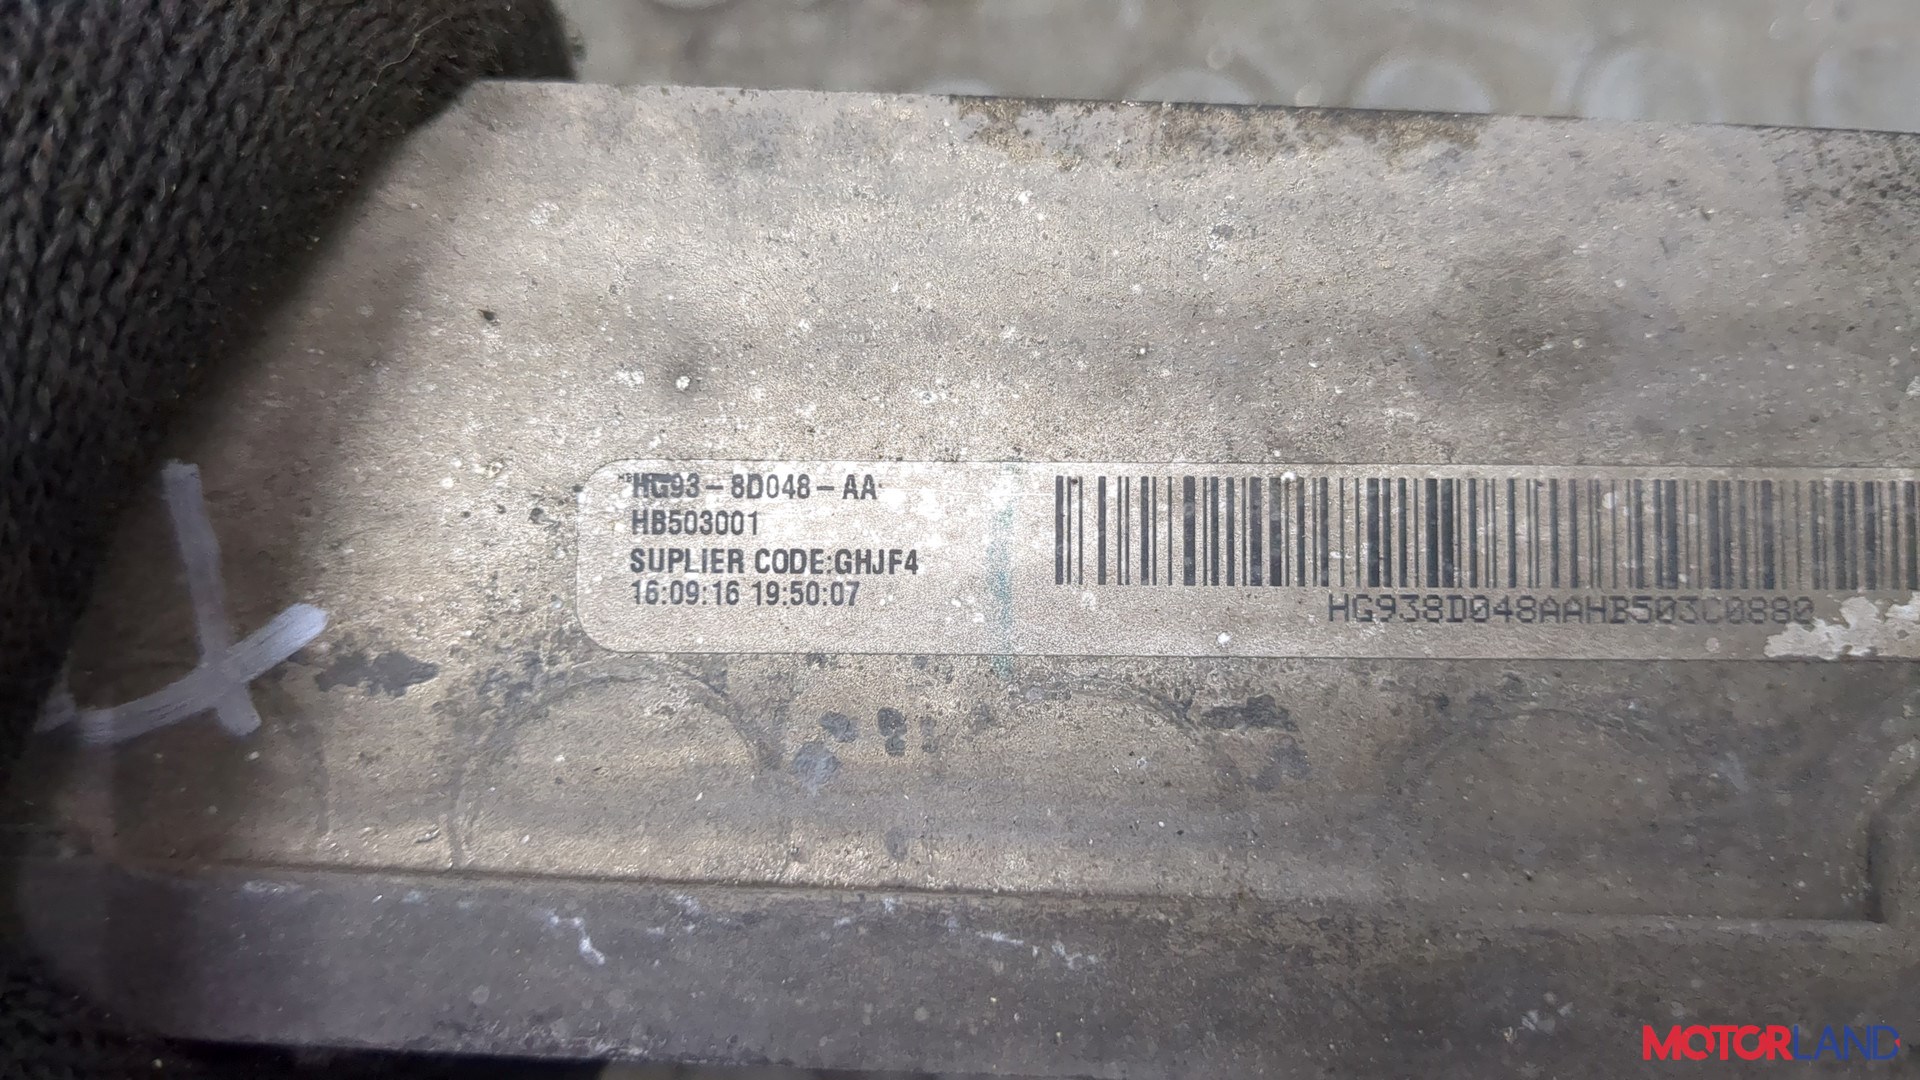 HG93-8D048-AA
HB503001
SUPLIER CODE:GHJF4
16:09:16 19:50:07
HG938D048AAHB503C0880
MOTORLAND